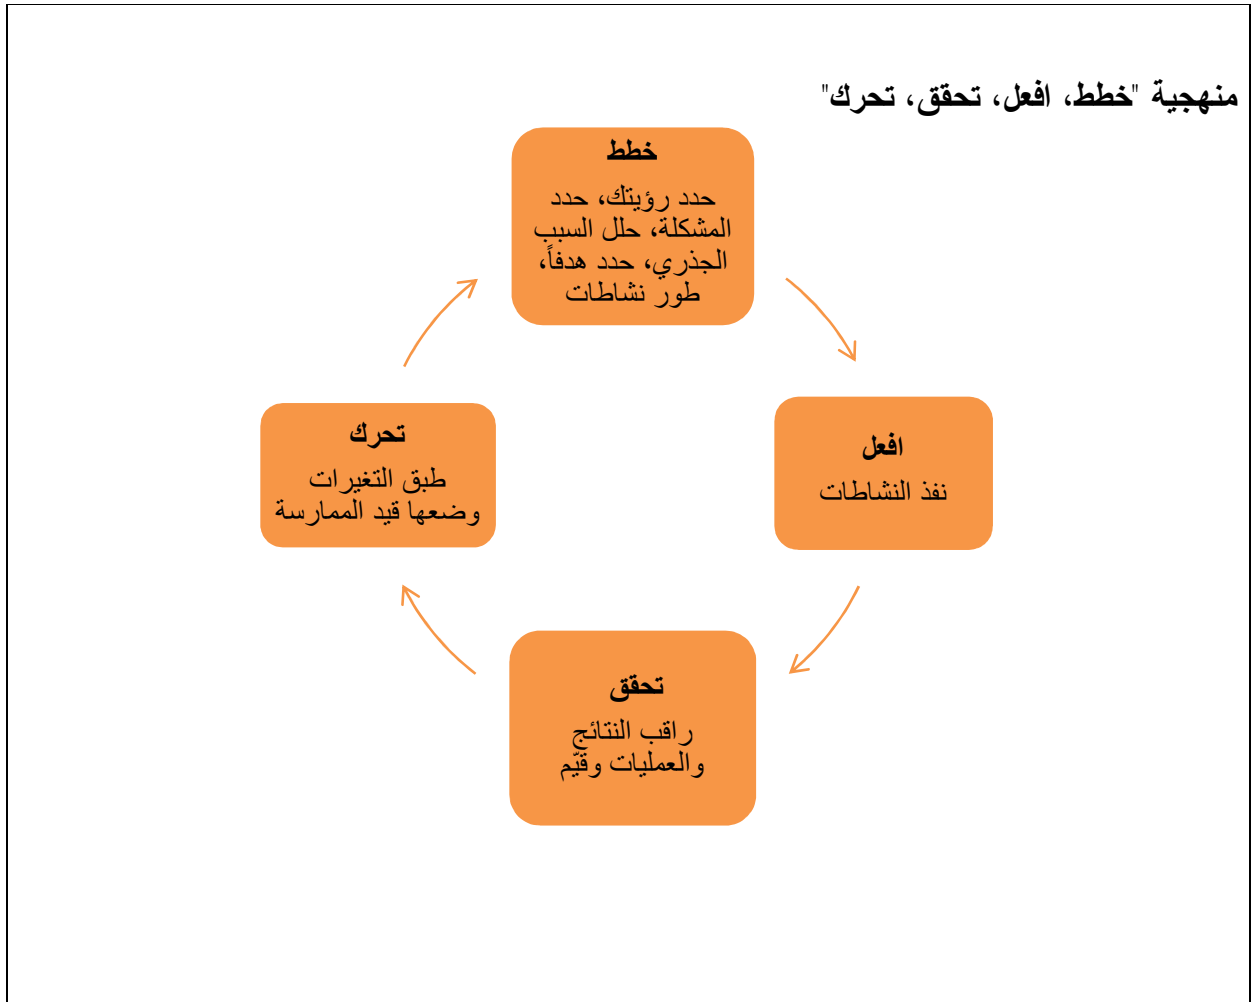 منهجية "خطط، افعل، تحقق، تحرك"
خطط
حدد رؤيتك، حدد
المشكلة، حلل السبب
الجذري، حدد هدفاً،
طور نشاطات
افعل
نفذ النشاطات
تحقق
راقب النتائج
والعمليات وقيّم
تحرك
طبق التغيرات
وضعها قيد الممارسة